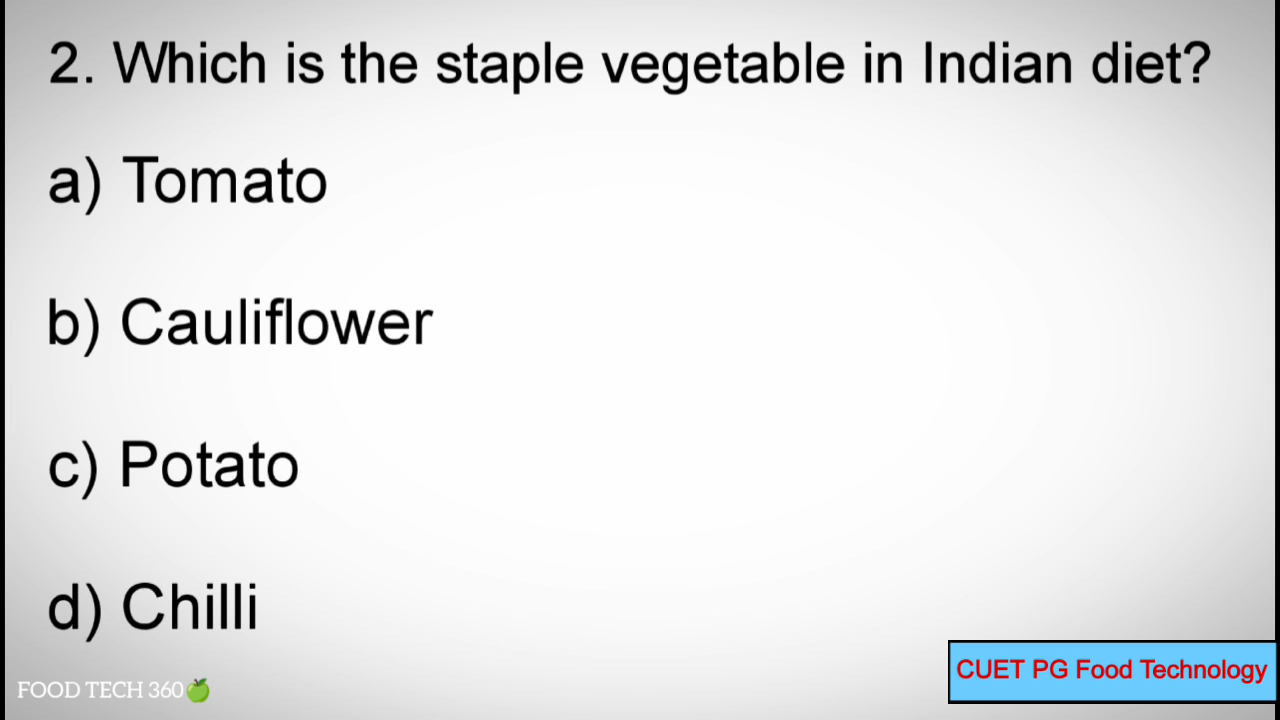 2. Which is the staple vegetable in Indian diet?
a) Tomato
b) Cauliflower
c) Potato
d) Chilli
CUET PG Food Technology
FOOD TECH 360